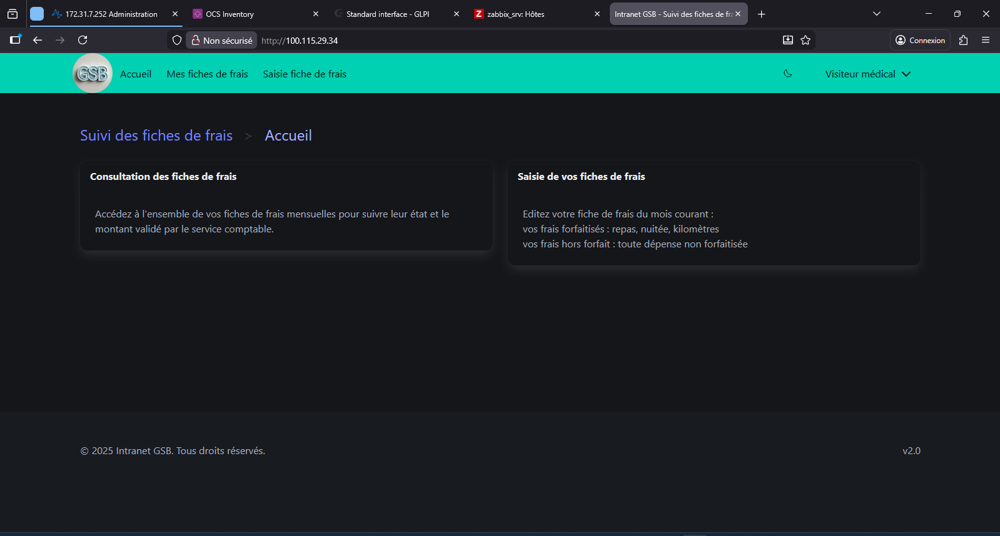 172.31.7.252 Administration
OCS Inventory
Standard interface - GLPI
Z zabbix_srv: Hôtes
Intranet GSB - Suivi des fiches de fra
Non sécurisé
http://100.115.29.34
Connexion
GSB
Accueil
Mes fiches de frais
Saisie fiche de frais
Visiteur médical
Suivi des fiches de frais > Accueil
Consultation des fiches de frais
Accédez à l'ensemble de vos fiches de frais mensuelles pour suivre leur état et le
montant validé par le service comptable.
Saisie de vos fiches de frais
Editez votre fiche de frais du mois courant :
vos frais forfaitisés : repas, nuitée, kilomètres
vos frais hors forfait : toute dépense non forfaitisée
© 2025 Intranet GSB. Tous droits réservés.
v2.0